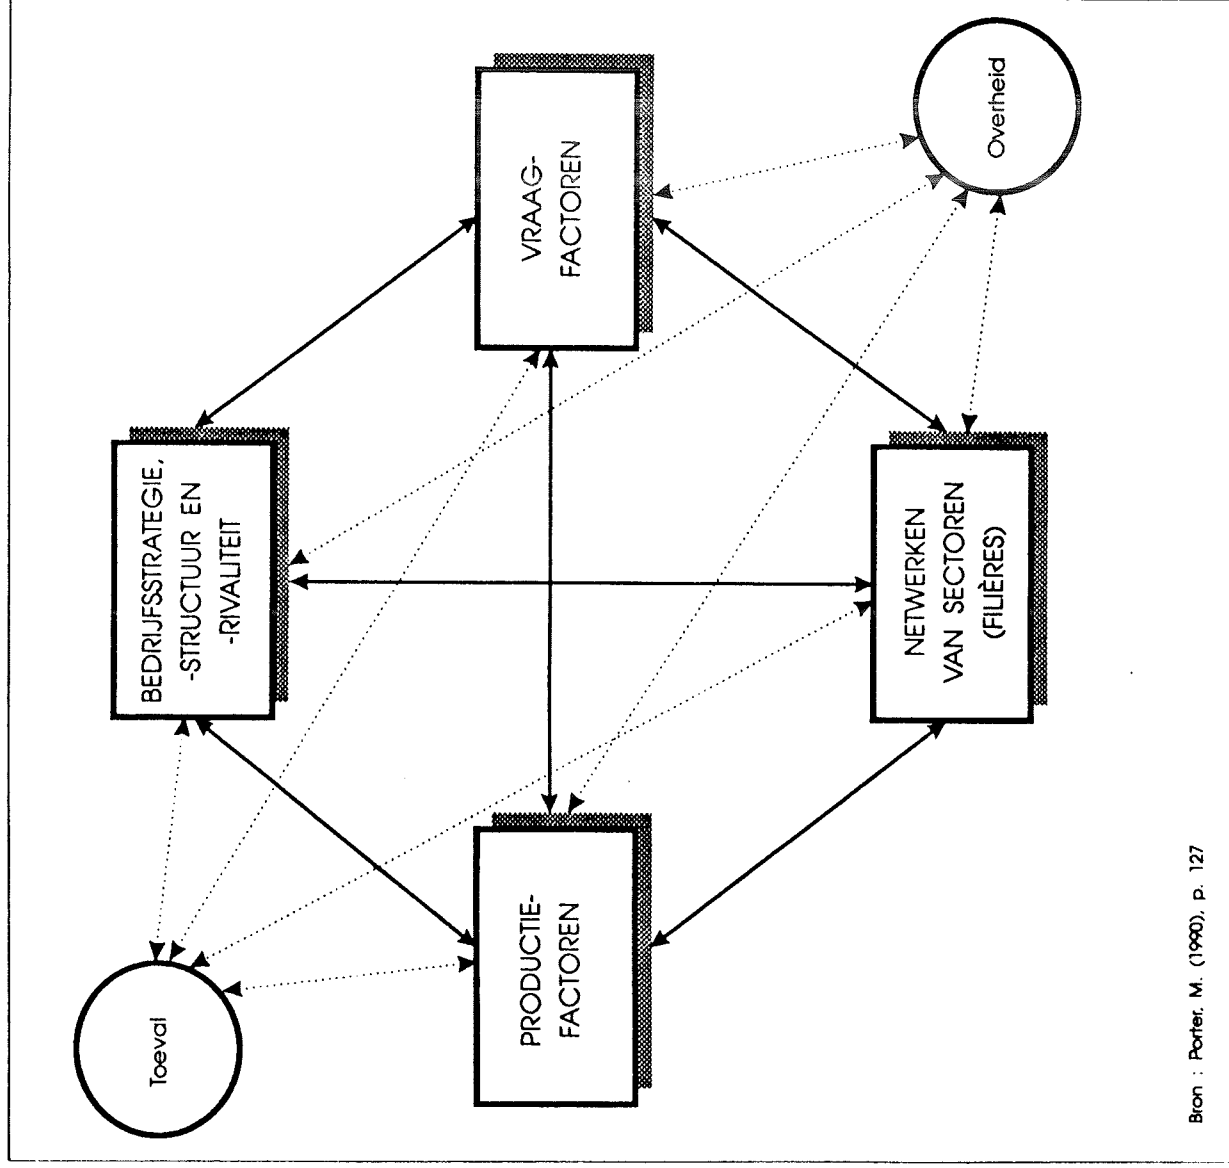 Toeval
BEDRIJFSSTRATEGIE,
-STRUCTUUR EN
-RIVALITEIT
PRODUCTIE-
FACTOREN
VRAAG-
FACTOREN
NETWERKEN
VAN SECTOREN
(FILIÈRES)
Overheid
Bron : Porter, M. (1990), p. 127